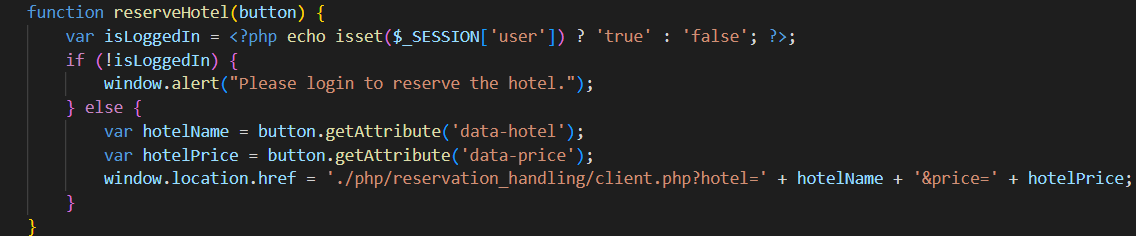 function reserveHotel(button) {
var isLoggedIn = <?php echo isset($_SESSION['user']) ? 'true' : 'false'; ?>;
if (!isLoggedIn) {
window.alert("Please login to reserve the hotel.");
} else {
var hotelName = button.getAttribute('data-hotel');
var hotelPrice = button.getAttribute('data-price');
window.location.href = './php/reservation_handling/client.php?hotel=' + hotelName + '&price=' + hotelPrice;
}
}